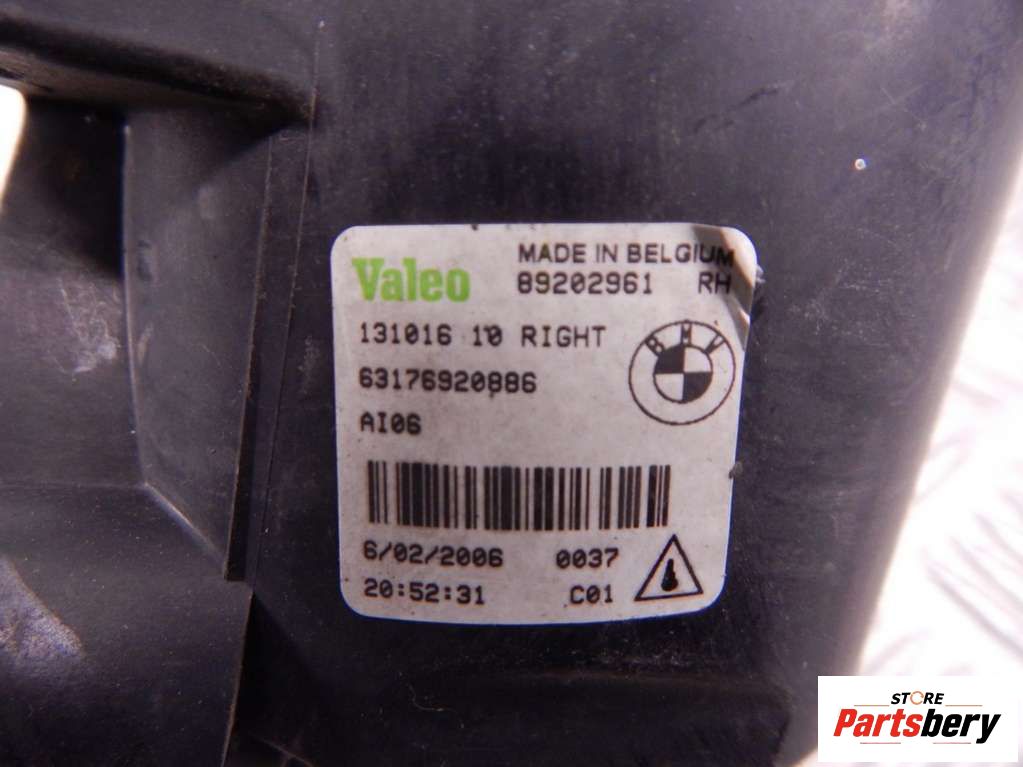 Valeo
MADE IN BELGIUM
89202961 RH
131016 10 RIGHT
63176920886
BMW
AI06
6/02/2006 0037
20:52:31 C01
STORE
Partsbery